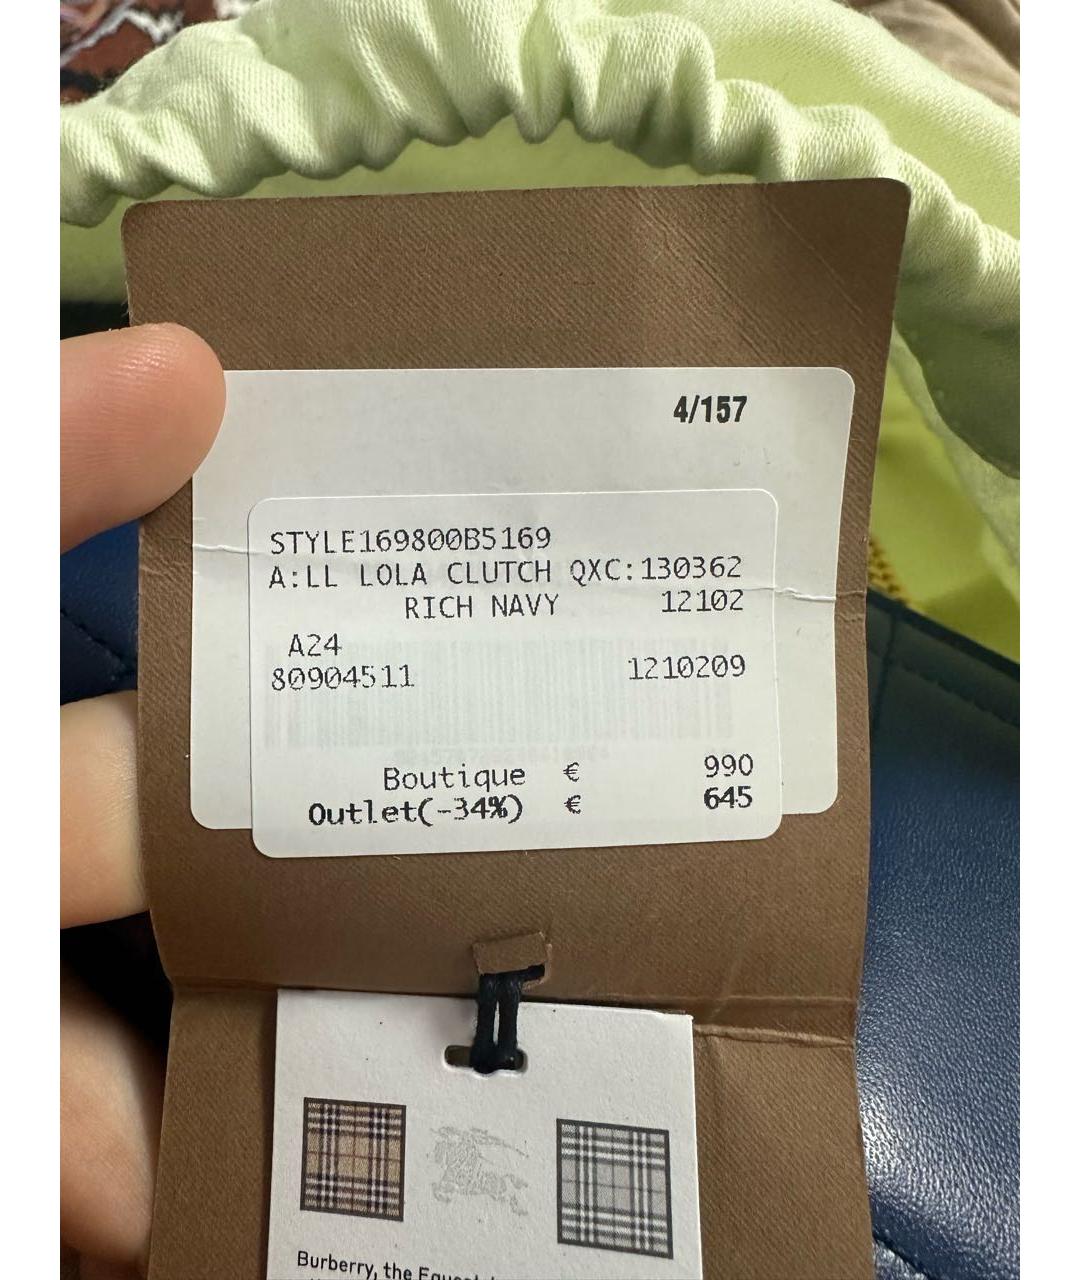 4/157
STYLE169800B5169
A:LL LOLA CLUTCH QXC:130362
RICH NAVY 12102
A24
80904511 1210209
Boutique € 990
Outlet(-34%) € 645
Burberry, the